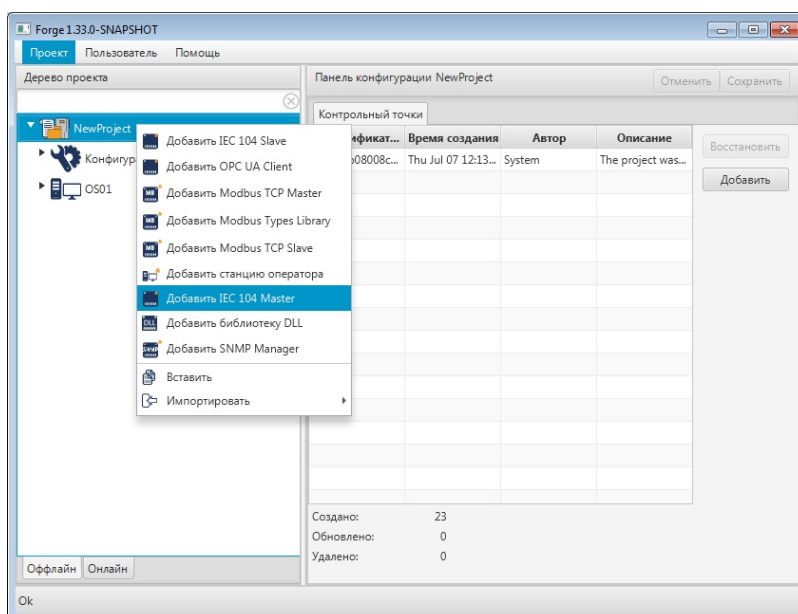 Forge 1.33.0-SNAPSHOT
Проект Пользователь Помощь
Дерево проекта
Панель конфигурации NewProject
Отменить Сохранить
Контрольный точки
NewProject
Конфигур
OS01
Добавить IEC 104 Slave
Добавить OPC UA Client
Добавить Modbus TCP Master
Добавить Modbus Types Library
Добавить Modbus TCP Slave
Добавить станцию оператора
Добавить IEC 104 Master
Добавить библиотеку DLL
Добавить SNMP Manager
Вставить
Импортировать
ификат... Время создания Автор Описание
08008c... Thu Jul 07 12:13... System The project was...
Восстановить
Добавить
Создано: 23
Обновлено: 0
Удалено: 0
Оффлайн Онлайн
Ok